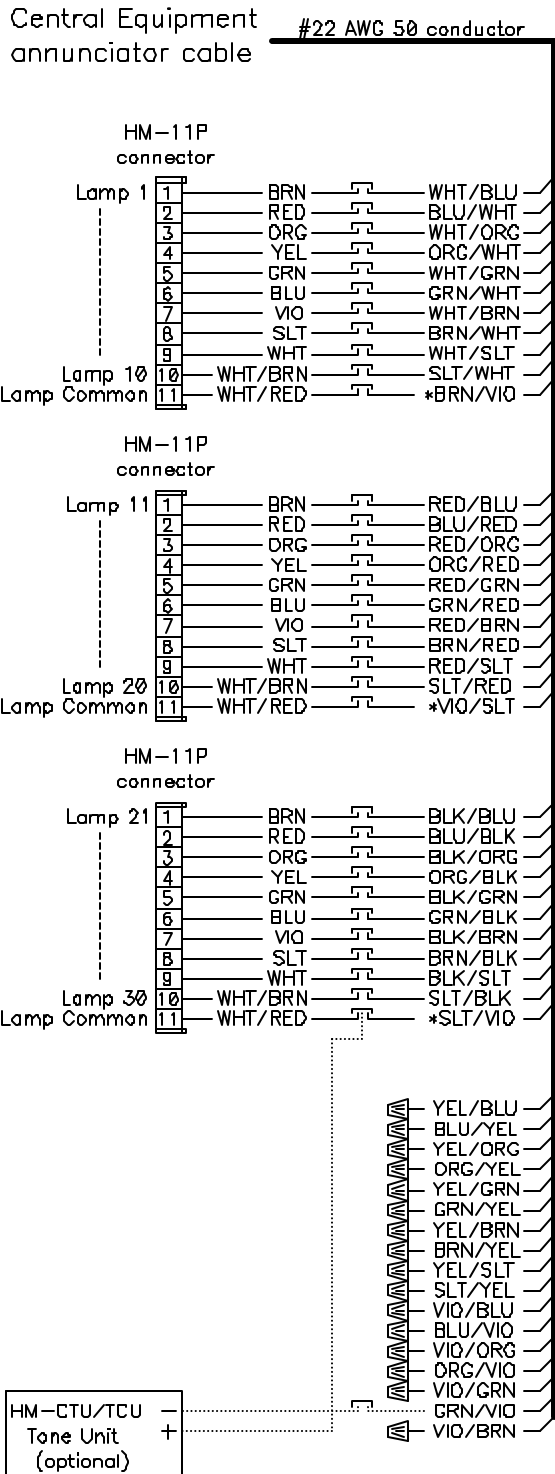 Central Equipment
annunciator cable
#22 AWG 50 conductor
HM-11P
connector
Lamp 1 1 BRN WHT/BLU
2 RED BLU/WHT
3 ORG WHT/ORG
4 YEL ORG/WHT
5 GRN WHT/GRN
6 BLU GRN/WHT
7 VIO WHT/BRN
8 SLT BRN/WHT
9 WHT WHT/SLT
Lamp 10 10 WHT/BRN SLT/WHT
Lamp Common 11 WHT/RED *BRN/VIO
HM-11P
connector
Lamp 11 1 BRN RED/BLU
2 RED BLU/RED
3 ORG RED/ORG
4 YEL ORG/RED
5 GRN RED/GRN
6 BLU GRN/RED
7 VIO RED/BRN
8 SLT BRN/RED
9 WHT RED/SLT
Lamp 20 10 WHT/BRN SLT/RED
Lamp Common 11 WHT/RED *VIO/SLT
HM-11P
connector
Lamp 21 1 BRN BLK/BLU
2 RED BLU/BLK
3 ORG BLK/ORG
4 YEL ORG/BLK
5 GRN BLK/GRN
6 BLU GRN/BLK
7 VIO BLK/BRN
8 SLT BRN/BLK
9 WHT BLK/SLT
Lamp 30 10 WHT/BRN SLT/BLK
Lamp Common 11 WHT/RED *SLT/VIO
YEL/BLU
BLU/YEL
YEL/ORG
ORG/YEL
YEL/GRN
GRN/YEL
YEL/BRN
BRN/YEL
YEL/SLT
SLT/YEL
VIO/BLU
BLU/VIO
VIO/ORG
ORG/VIO
VIO/GRN
HM-CTU/TCU - GRN/VIO
Tone Unit + VIO/BRN
(optional)